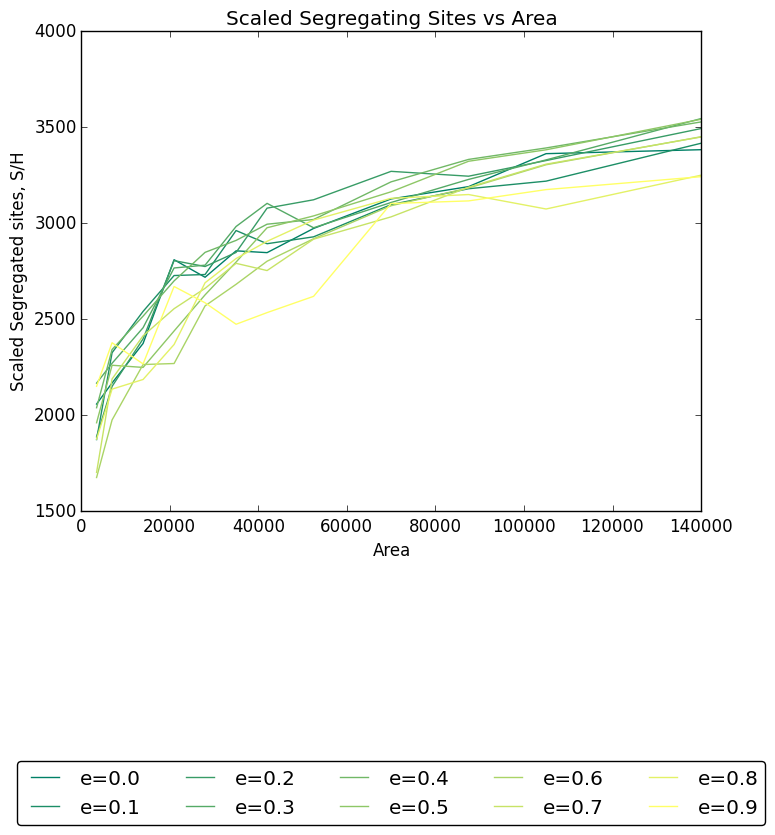 Scaled Segregating Sites vs Area
4000
3500
3000
2500
2000
1500
Scaled Segregated sites, S/H
0 20000 40000 60000 80000 100000 120000 140000
Area
e=0.0 e=0.2 e=0.4 e=0.6 e=0.8
e=0.1 e=0.3 e=0.5 e=0.7 e=0.9